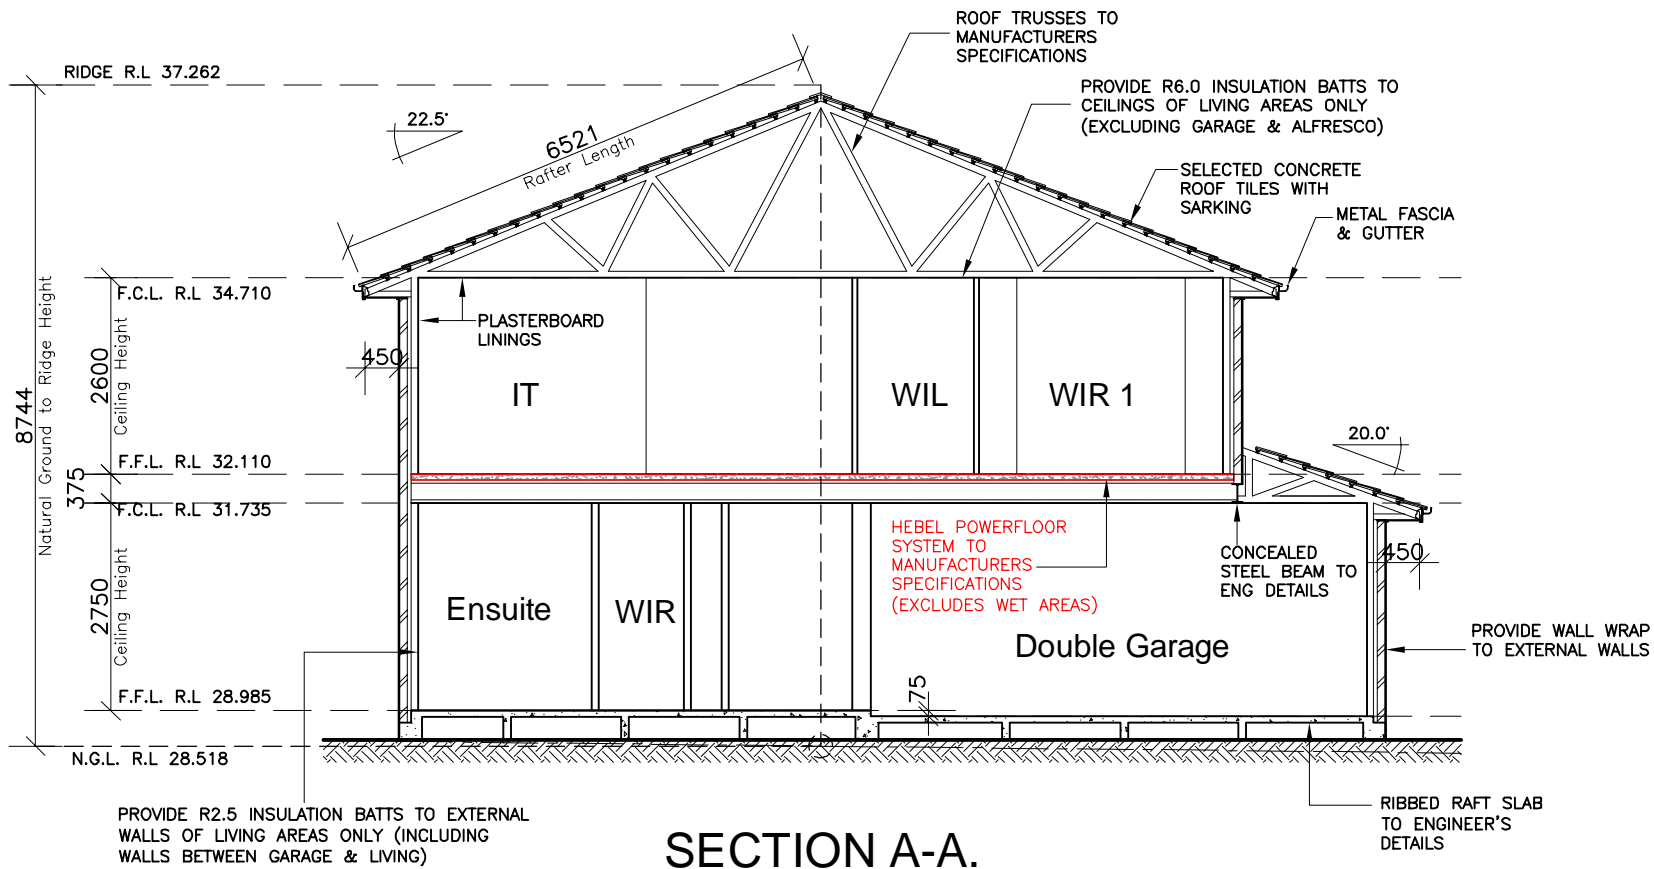 ROOF TRUSSES TO
MANUFACTURERS
SPECIFICATIONS
RIDGE R.L 37.262
PROVIDE R6.0 INSULATION BATTS TO
CEILINGS OF LIVING AREAS ONLY
(EXCLUDING GARAGE & ALFRESCO)
22.5°
6521
Rafter Length
SELECTED CONCRETE
ROOF TILES WITH
SARKING
METAL FASCIA
& GUTTER
F.C.L. R.L 34.710
PLASTERBOARD
LININGS
450
2600
Ceiling Height
8744
Natural Ground to Ridge Height
IT
WIL
WIR 1
20.0°
F.F.L. R.L 32.110
375
F.C.L. R.L 31.735
HEBEL POWERFLOOR
SYSTEM TO
MANUFACTURERS
SPECIFICATIONS
(EXCLUDES WET AREAS)
CONCEALED
STEEL BEAM TO
ENG DETAILS
450
2750
Ceiling Height
Ensuite
WIR
Double Garage
PROVIDE WALL WRAP
TO EXTERNAL WALLS
75
F.F.L. R.L 28.985
N.G.L. R.L 28.518
PROVIDE R2.5 INSULATION BATTS TO EXTERNAL
WALLS OF LIVING AREAS ONLY (INCLUDING
WALLS BETWEEN GARAGE & LIVING)
RIBBED RAFT SLAB
TO ENGINEER'S
DETAILS
SECTION A-A.